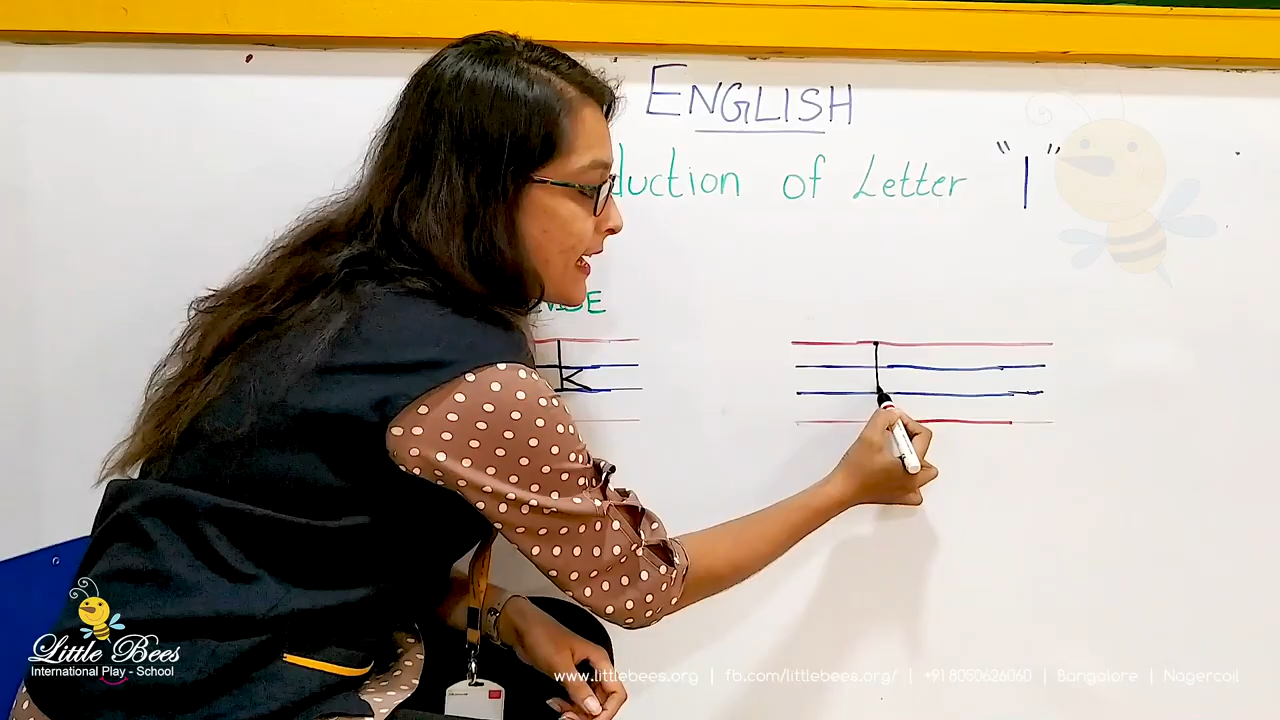 ENGLISH
duction of Letter "l"
k
Little Bees
International Play - School
www.littlebees.org | fb.com/littlebees.org/ | +91 8050626060 | Bangalore | Nagercoil